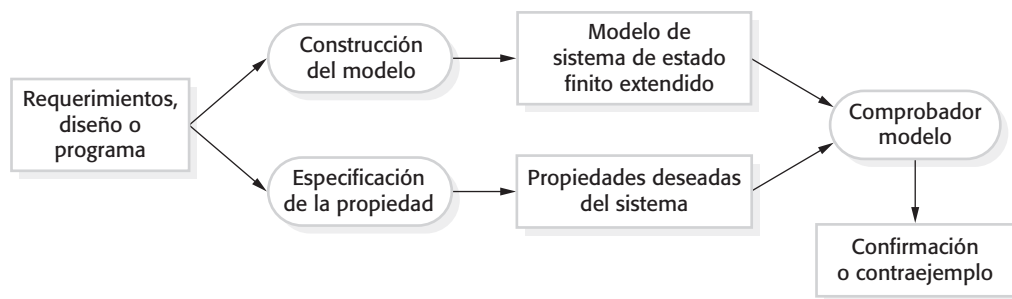 Requerimientos,
diseño o
programa
Construcción
del modelo
Modelo de
sistema de estado
finito extendido
Especificación
de la propiedad
Propiedades deseadas
del sistema
Comprobador
modelo
Confirmación
o contraejemplo